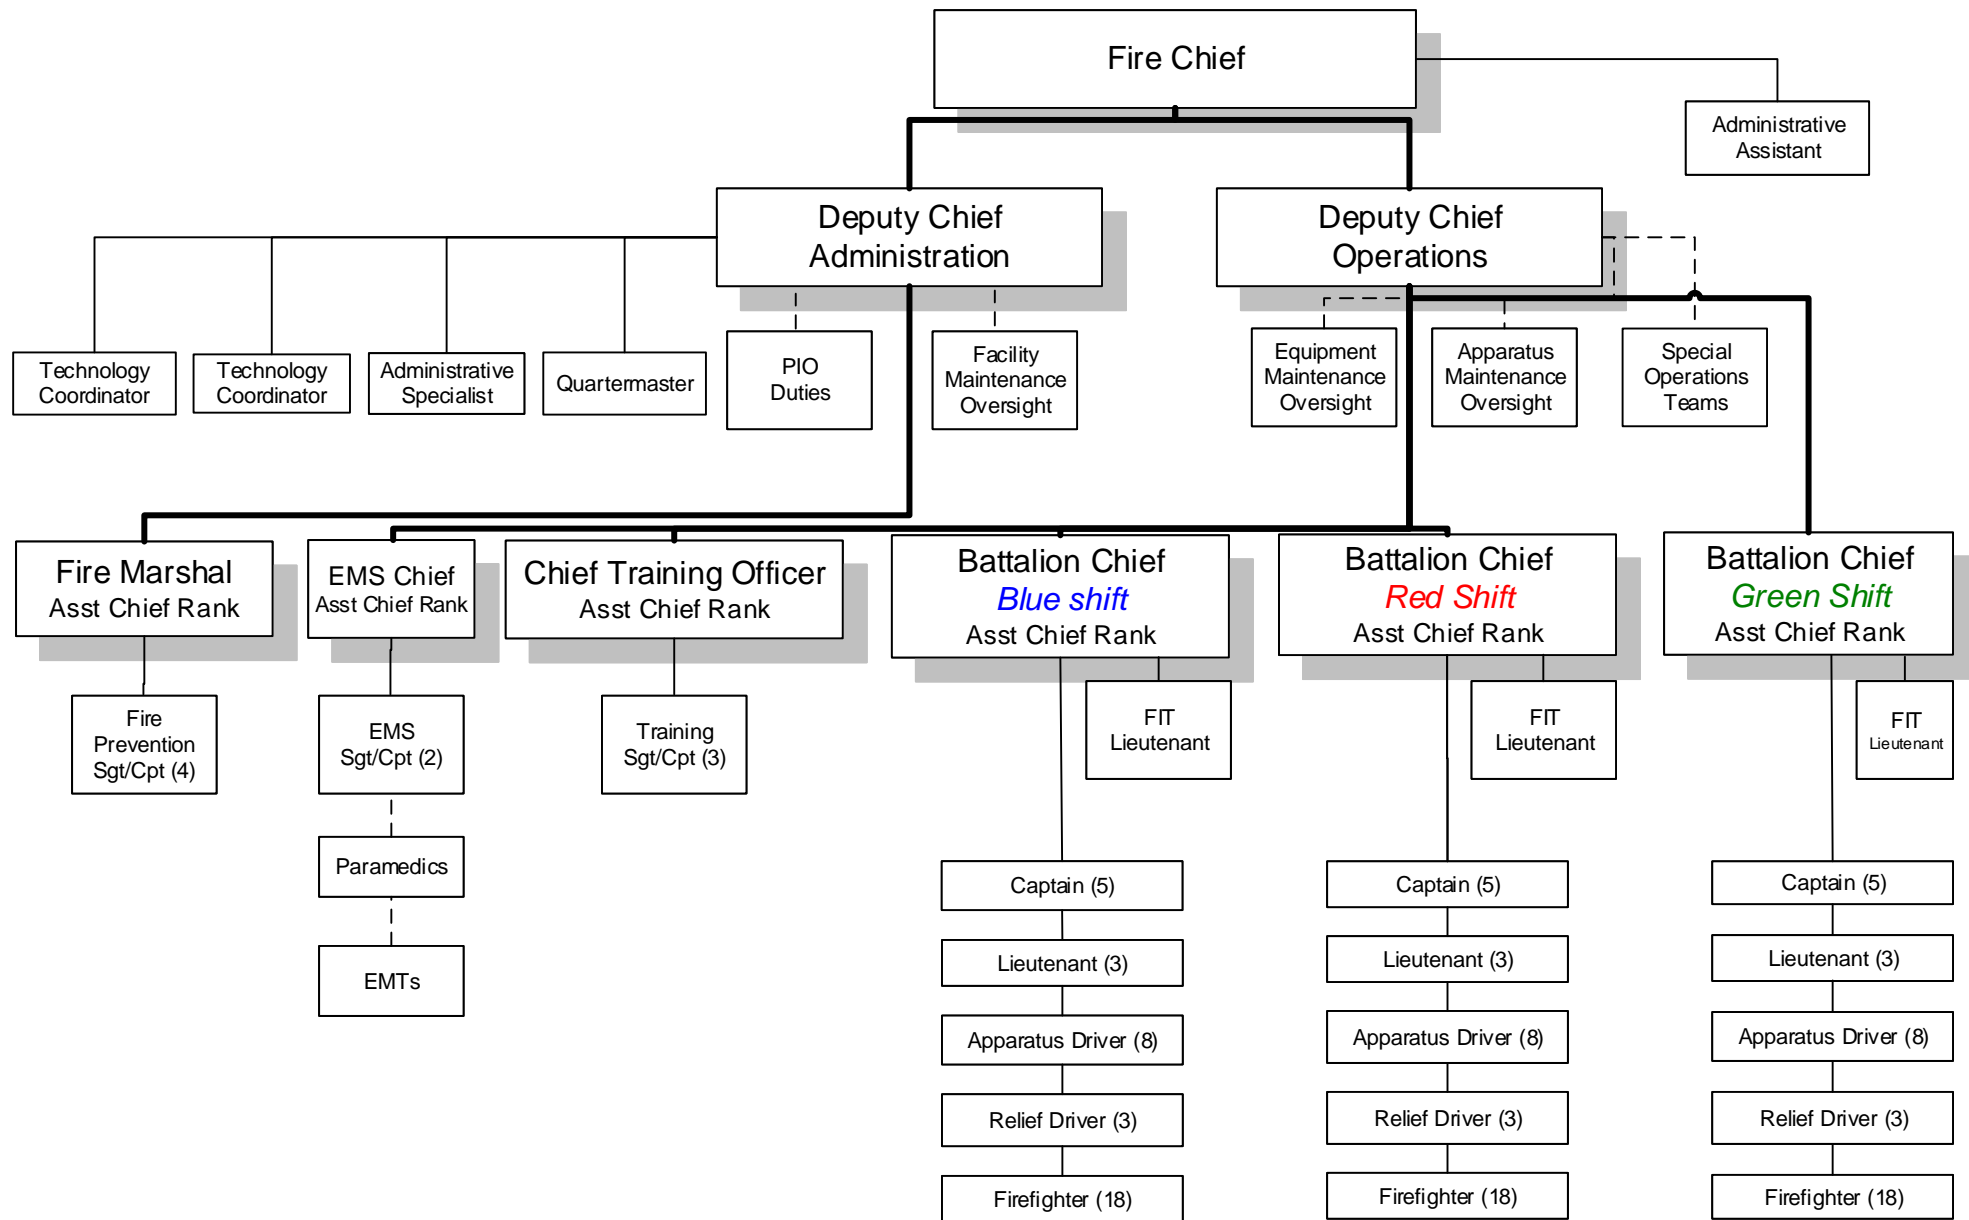 Fire Chief
Administrative
Assistant
Deputy Chief
Administration
Deputy Chief
Operations
Technology
Coordinator
Technology
Coordinator
Administrative
Specialist
Quartermaster
PIO
Duties
Facility
Maintenance
Oversight
Equipment
Maintenance
Oversight
Apparatus
Maintenance
Oversight
Special
Operations
Teams
Fire Marshal
Asst Chief Rank
EMS Chief
Asst Chief Rank
Chief Training Officer
Asst Chief Rank
Battalion Chief
Blue shift
Asst Chief Rank
Battalion Chief
Red Shift
Asst Chief Rank
Battalion Chief
Green Shift
Asst Chief Rank
Fire
Prevention
Sgt/Cpt (4)
EMS
Sgt/Cpt (2)
Training
Sgt/Cpt (3)
FIT
Lieutenant
FIT
Lieutenant
FIT
Lieutenant
Paramedics
EMTs
Captain (5)
Lieutenant (3)
Apparatus Driver (8)
Relief Driver (3)
Firefighter (18)
Captain (5)
Lieutenant (3)
Apparatus Driver (8)
Relief Driver (3)
Firefighter (18)
Captain (5)
Lieutenant (3)
Apparatus Driver (8)
Relief Driver (3)
Firefighter (18)